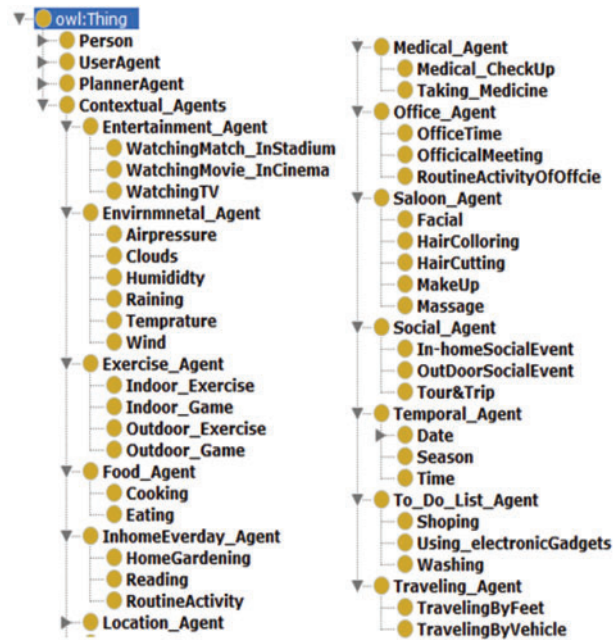 owl:Thing
Person
UserAgent
PlannerAgent
Contextual_Agents
Entertainment_Agent
WatchingMatch_InStadium
WatchingMovie_InCinema
WatchingTV
Envirnmnetal_Agent
Airpressure
Clouds
Humididty
Raining
Temprature
Wind
Exercise_Agent
Indoor_Exercise
Indoor_Game
Outdoor_Exercise
Outdoor_Game
Food_Agent
Cooking
Eating
InhomeEverday_Agent
HomeGardening
Reading
RoutineActivity
Location_Agent
Medical_Agent
Medical_CheckUp
Taking_Medicine
Office_Agent
OfficeTime
OfficicalMeeting
RoutineActivityOfOffcie
Saloon_Agent
Facial
HairColloring
HairCutting
MakeUp
Massage
Social_Agent
In-homeSocialEvent
OutDoorSocialEvent
Tour&Trip
Temporal_Agent
Date
Season
Time
To_Do_List_Agent
Shoping
Using_electronicGadgets
Washing
Traveling_Agent
TravelingByFeet
TravelingByVehicle